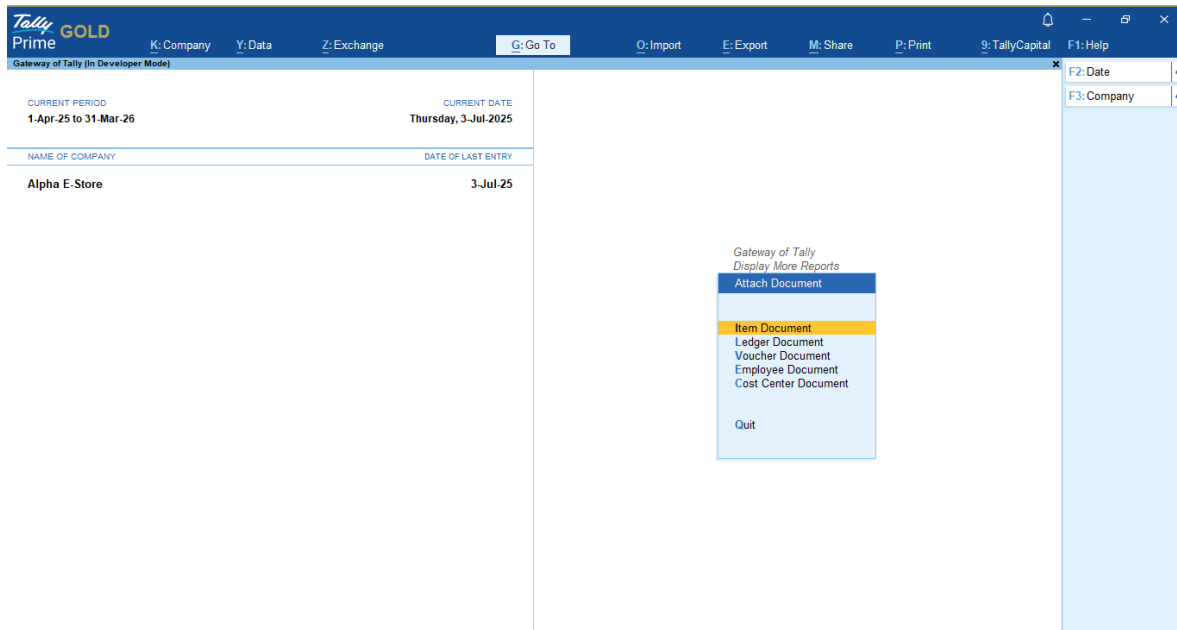 Tally GOLD
Prime
K: Company Y: Data Z: Exchange G: Go To O: Import E: Export M: Share P: Print 9: TallyCapital F1: Help
Gateway of Tally (In Developer Mode)
F2: Date
F3: Company
CURRENT PERIOD CURRENT DATE
1-Apr-25 to 31-Mar-26 Thursday, 3-Jul-2025
NAME OF COMPANY DATE OF LAST ENTRY
Alpha E-Store 3-Jul-25
Gateway of Tally
Display More Reports
Attach Document
Item Document
Ledger Document
Voucher Document
Employee Document
Cost Center Document
Quit